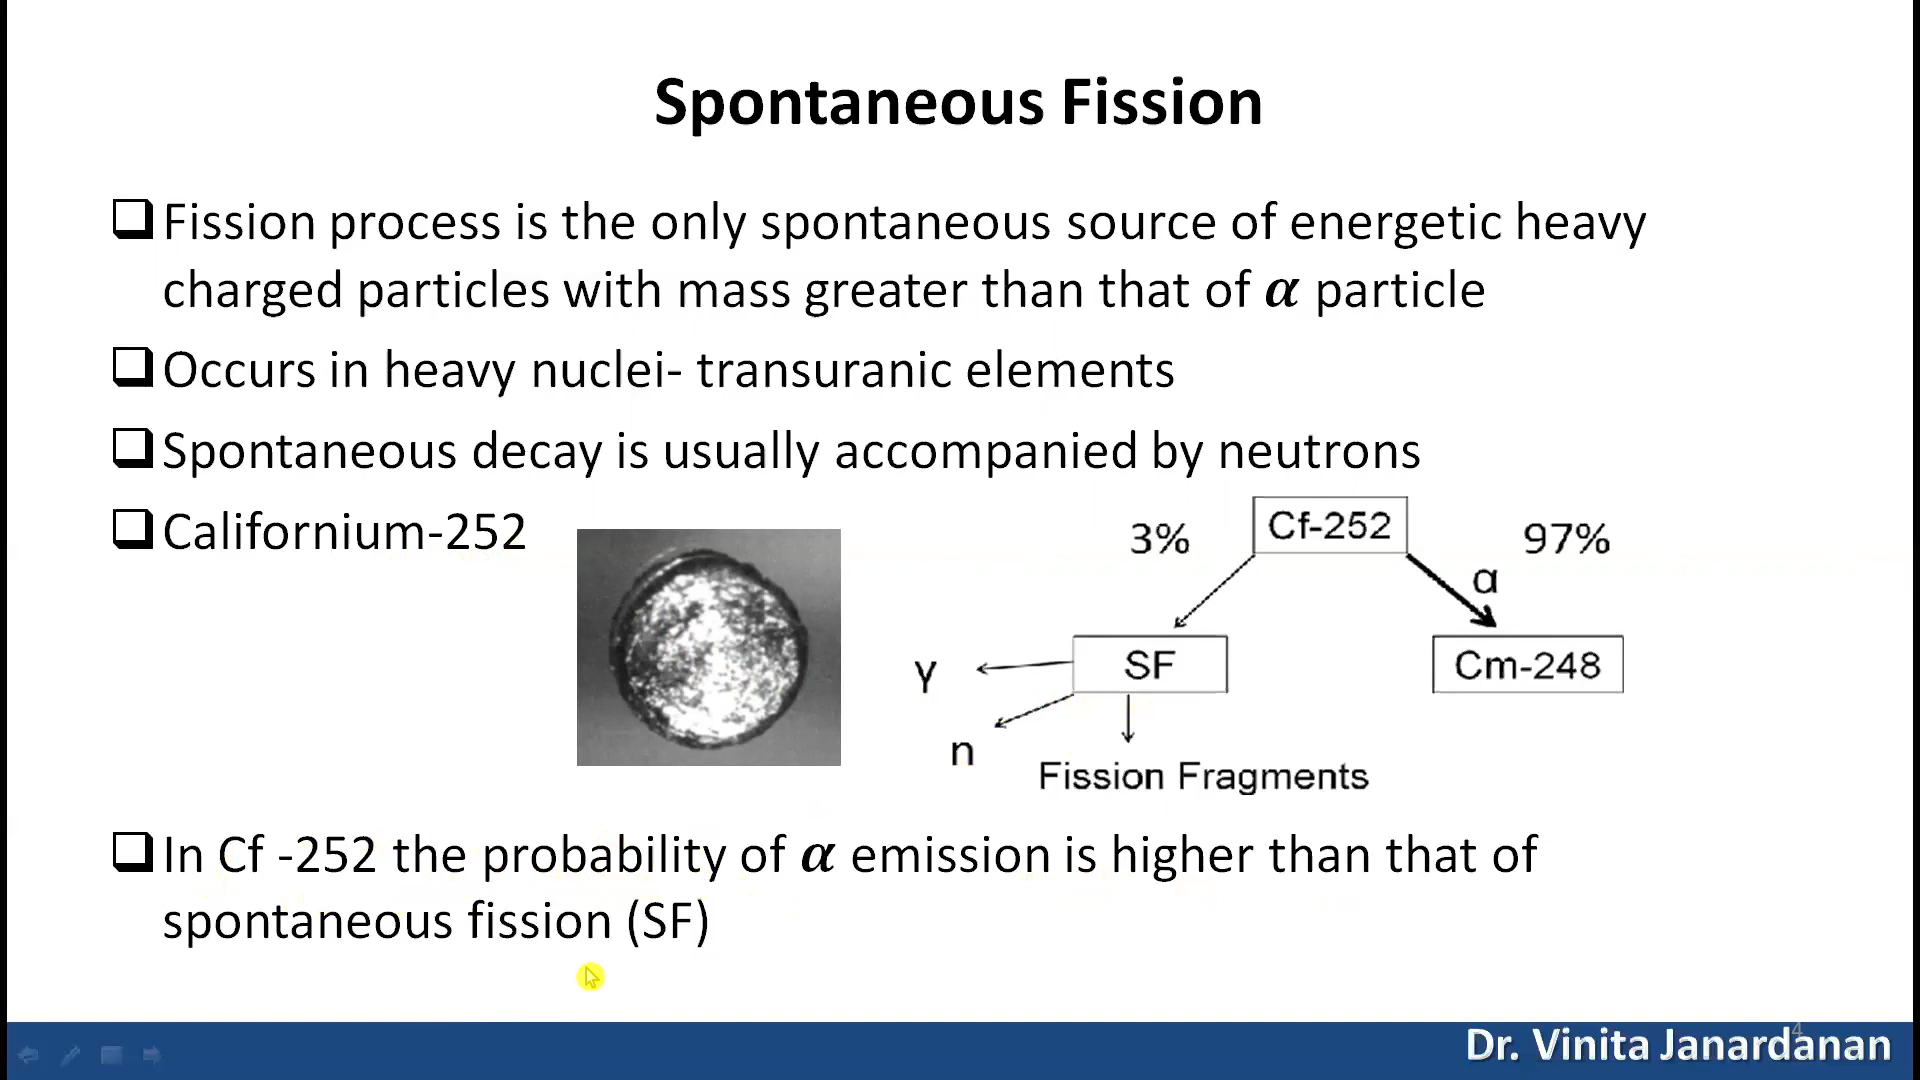 Spontaneous Fission
Fission process is the only spontaneous source of energetic heavy
charged particles with mass greater than that of α particle
Occurs in heavy nuclei- transuranic elements
Spontaneous decay is usually accompanied by neutrons
Californium-252
3%
Cf-252
97%
α
SF
Cm-248
γ
n
Fission Fragments
In Cf -252 the probability of α emission is higher than that of
spontaneous fission (SF)
4
Dr. Vinita Janardanan